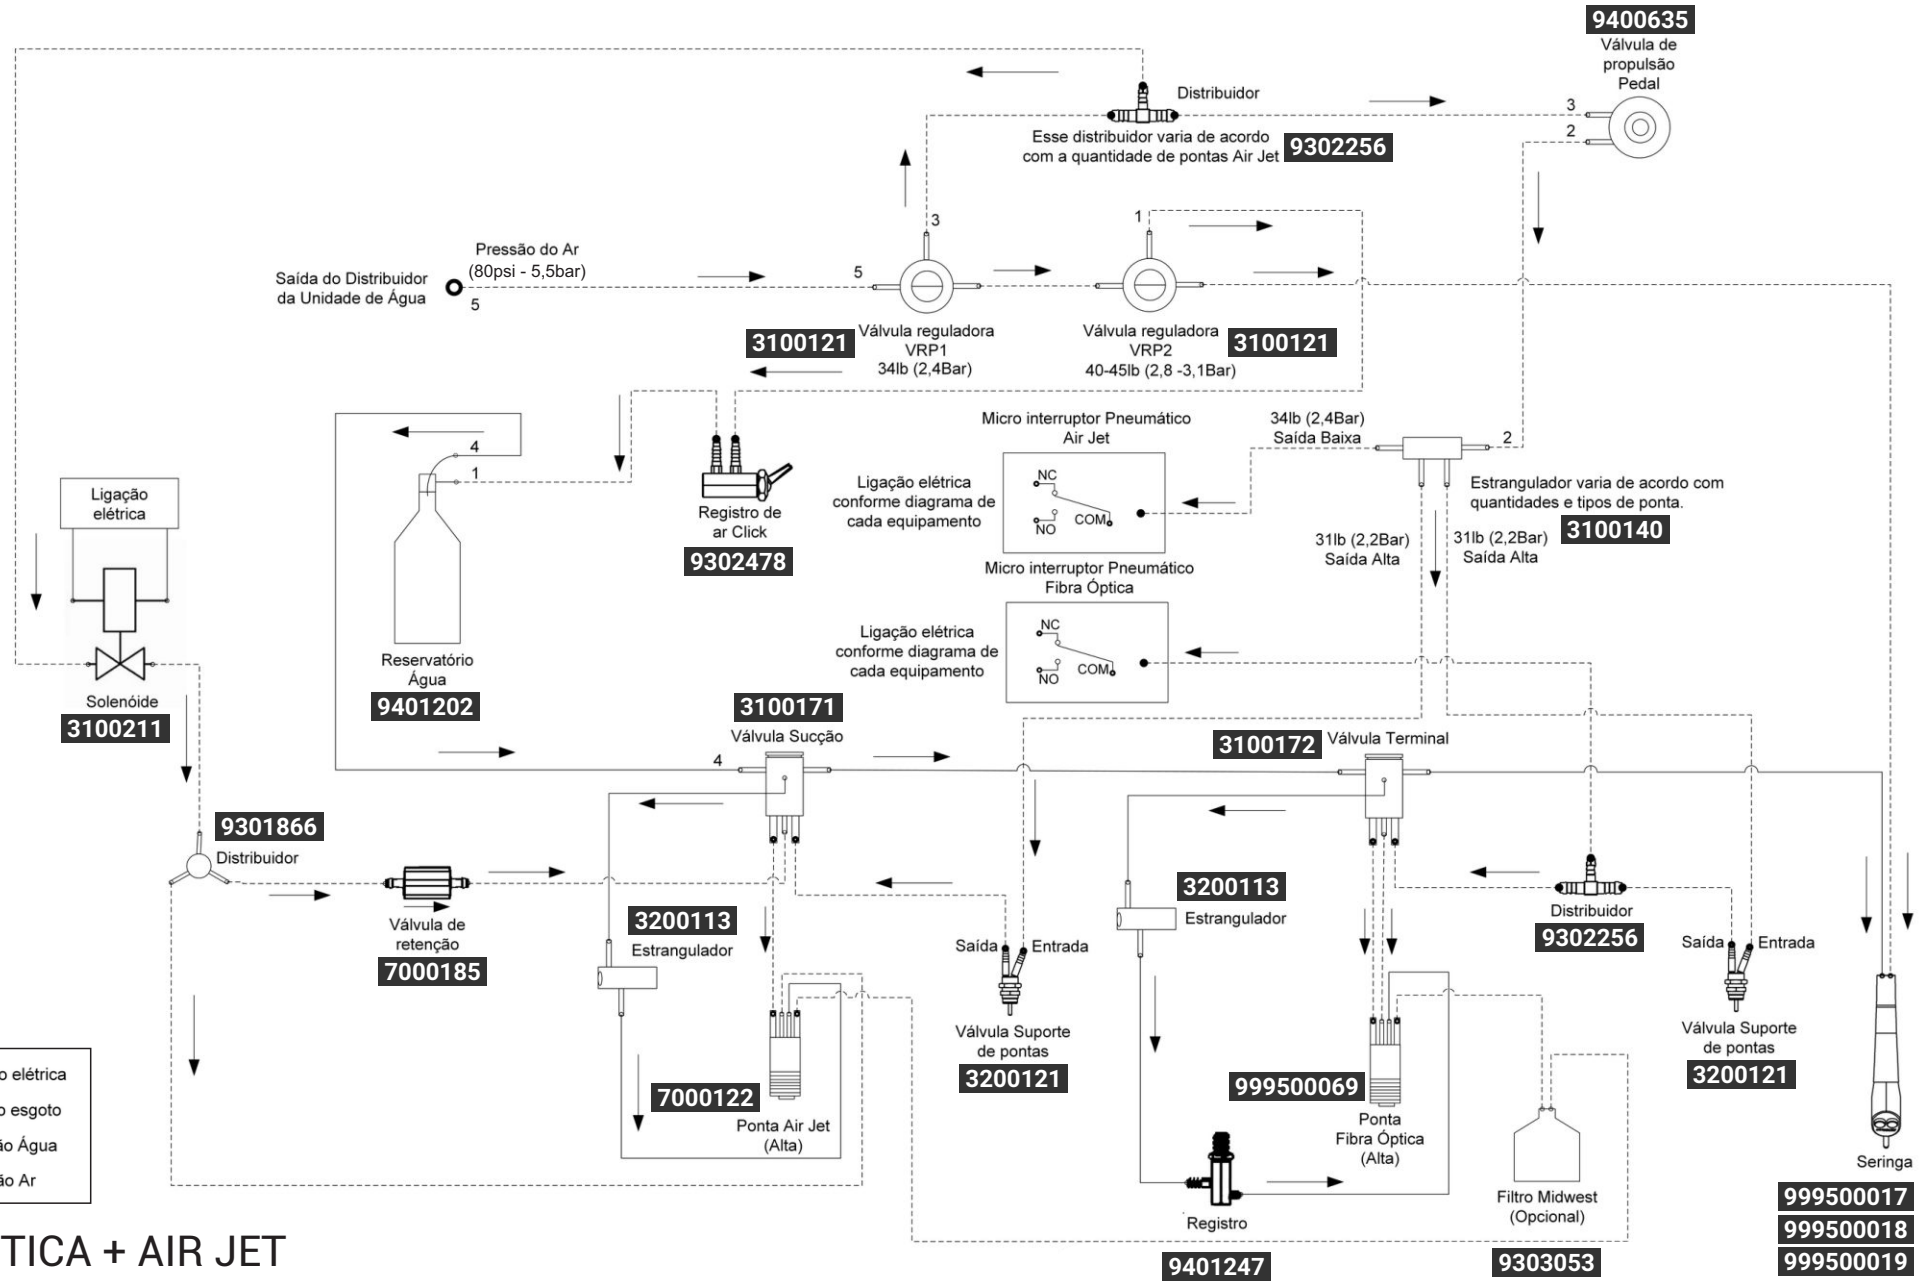 9400635
Válvula de
propulsão
Pedal
3
2
Distribuidor
Esse distribuidor varia de acordo
com a quantidade de pontas Air Jet
9302256
3
1
Pressão do Ar
(80psi - 5,5bar)
Saída do Distribuidor
da Unidade de Água
5
5
3100121
Válvula reguladora
VRP1
34lb (2,4Bar)
Válvula reguladora
VRP2
40-45lb (2,8 -3,1Bar)
3100121
Micro interruptor Pneumático
Air Jet
34lb (2,4Bar)
Saída Baixa
2
4
1
NC
NO
COM
Ligação elétrica
conforme diagrama de
cada equipamento
Estrangulador varia de acordo com
quantidades e tipos de ponta.
3100140
Ligação
elétrica
Registro de
ar Click
9302478
31lb (2,2Bar)
Saída Alta
31lb (2,2Bar)
Saída Alta
Micro interruptor Pneumático
Fibra Óptica
NC
NO
COM
Ligação elétrica
conforme diagrama de
cada equipamento
Reservatório
Água
9401202
Solenóide
3100211
3100171
Válvula Sucção
4
3100172
Válvula Terminal
9301866
Distribuidor
Válvula de
retenção
7000185
3200113
Estrangulador
3200113
Estrangulador
Distribuidor
9302256
Saída
Entrada
Saída
Entrada
Válvula Suporte
de pontas
3200121
Válvula Suporte
de pontas
3200121
7000122
Ponta Air Jet
(Alta)
999500069
Ponta
Fibra Óptica
(Alta)
Seringa
999500017
999500018
999500019
Filtro Midwest
(Opcional)
9303053
Registro
9401247
o elétrica
o esgoto
ão Água
ão Ar
TICA + AIR JET